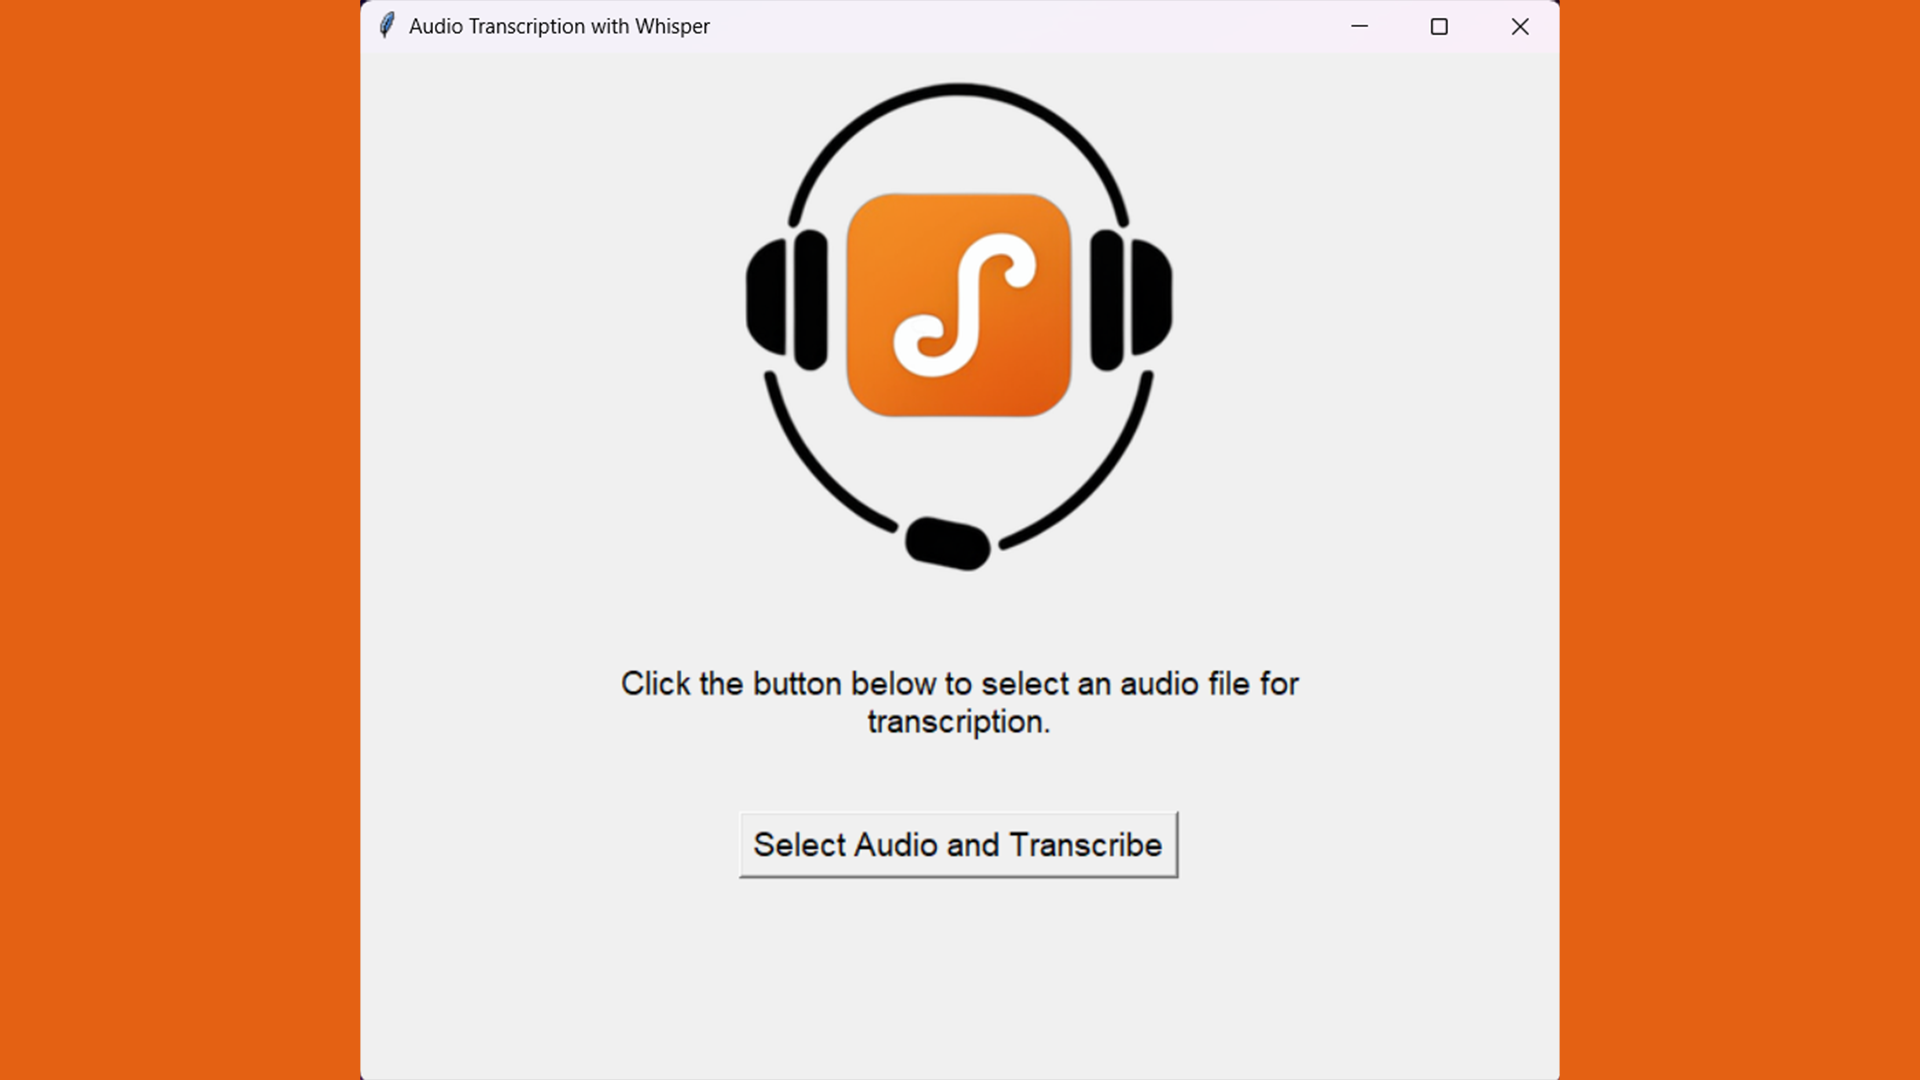 Audio Transcription with Whisper
Click the button below to select an audio file for
transcription.
Select Audio and Transcribe